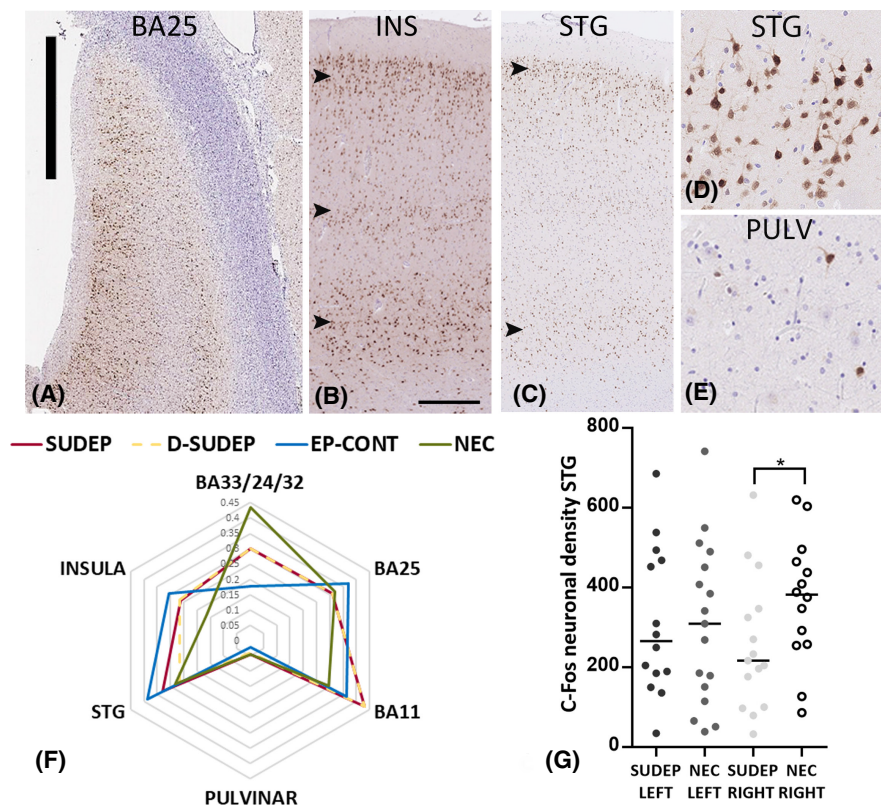 BA25 INS STG STG
(D)
PULV
(A) (B) (C) (E)
SUDEP D-SUDEP EP-CONT NEC
BA33/24/32
0.45
0.4
0.35
0.3
0.25
0.2
0.15
0.1
0.05
0
INSULA BA25
STG BA11
PULVINAR
(F)
C-Fos neuronal density STG
800
600
400
200
0
*
SUDEP LEFT
NEC LEFT
SUDEP RIGHT
NEC RIGHT
(G)